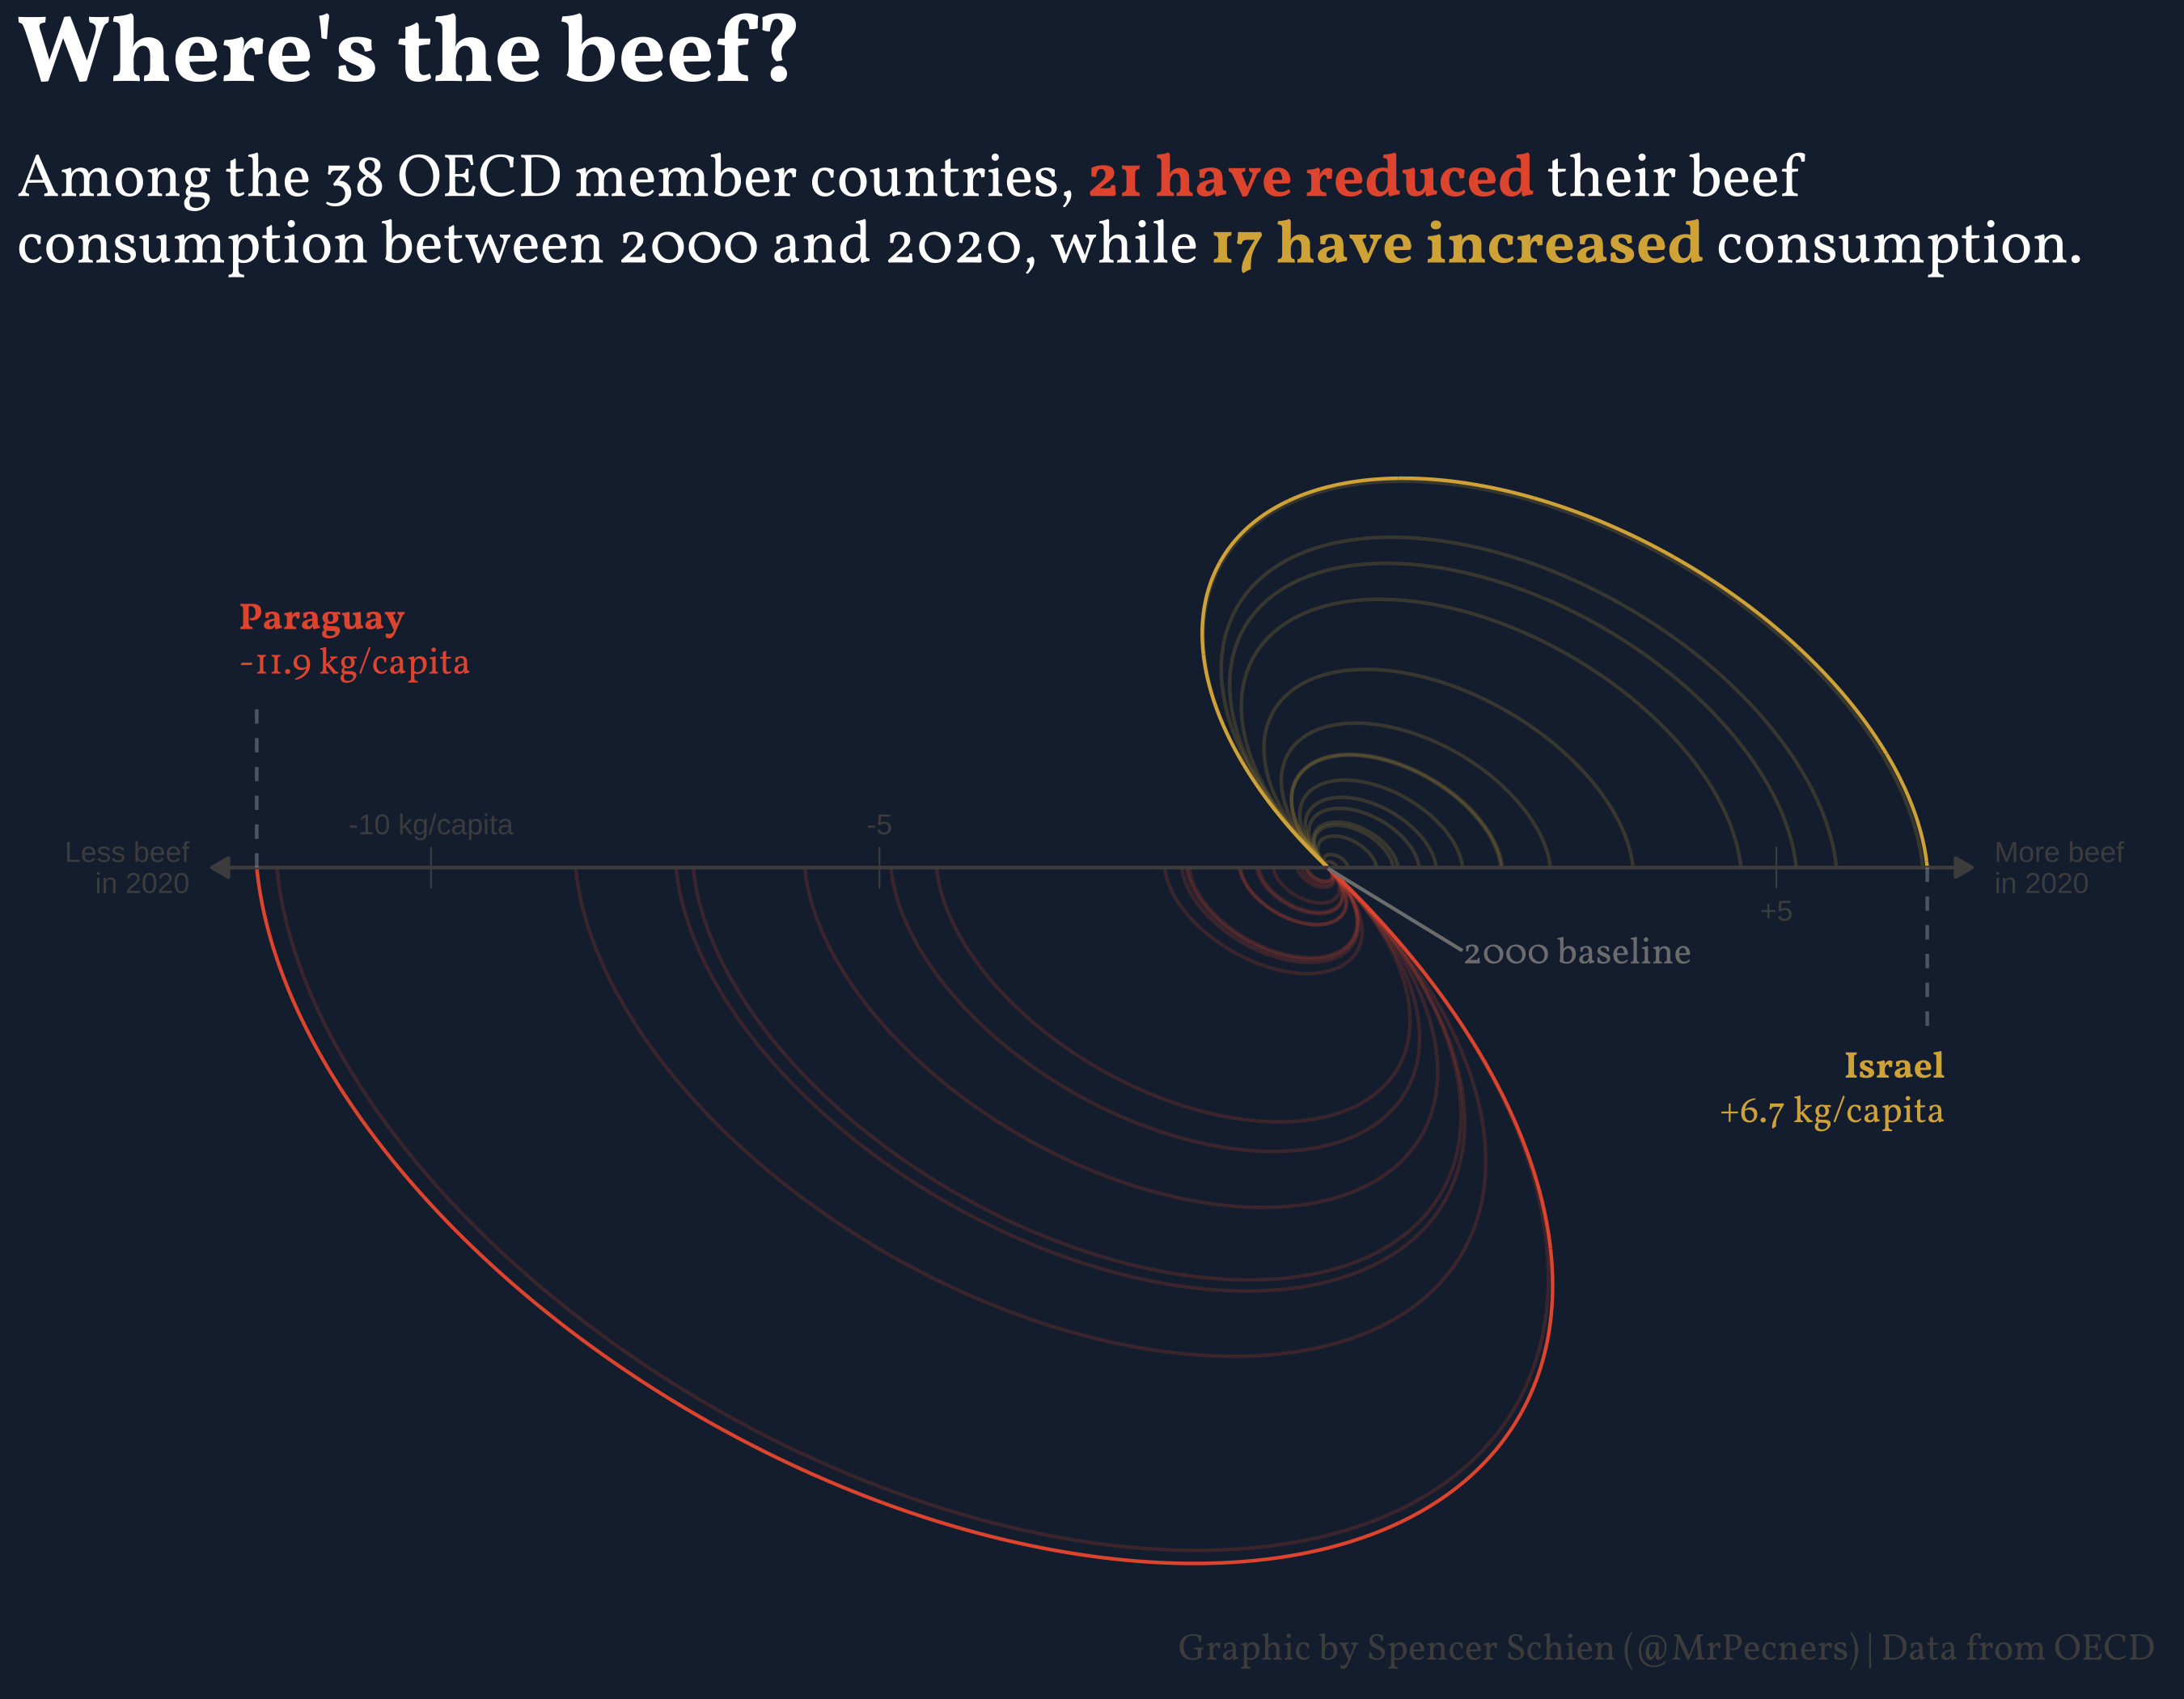 Where's the beef?
Among the 38 OECD member countries, 21 have reduced their beef
consumption between 2000 and 2020, while 17 have increased consumption.
Paraguay
-11.9 kg/capita
-10 kg/capita
-5
Less beef
in 2020
More beef
in 2020
+5
2000 baseline
Israel
+6.7 kg/capita
Graphic by Spencer Schien (@MrPecners) | Data from OECD